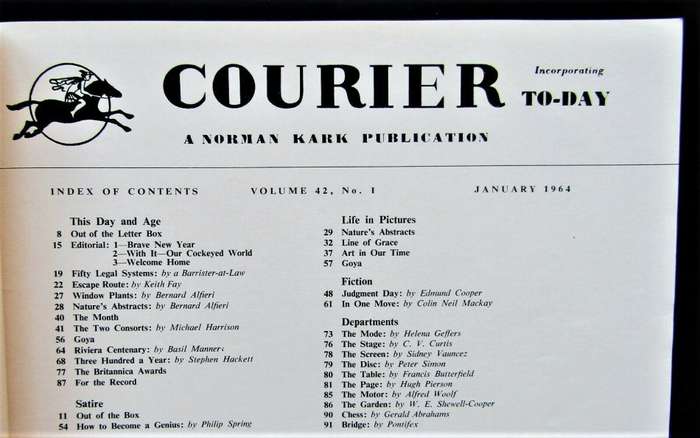 COURIER
Incorporating
TO-DAY
A NORMAN KARK PUBLICATION
INDEX OF CONTENTS VOLUME 42, No. 1 JANUARY 1964
This Day and Age
8 Out of the Letter Box
15 Editorial: 1—Brave New Year
2—With It—Our Cockeyed World
3—Welcome Home
19 Fifty Legal Systems: by a Barrister-at-Law
22 Escape Route: by Keith Fay
27 Window Plants: by Bernard Alfieri
28 Nature's Abstracts: by Bernard Alfieri
40 The Month
41 The Two Consorts: by Michael Harrison
56 Goya
64 Riviera Centenary: by Basil Manners
68 Three Hundred a Year: by Stephen Hackett
77 The Britannica Awards
87 For the Record
Satire
11 Out of the Box
54 How to Become a Genius: by Philip Spring
Life in Pictures
29 Nature's Abstracts
32 Line of Grace
37 Art in Our Time
57 Goya
Fiction
48 Judgment Day: by Edmund Cooper
61 In One Move: by Colin Neil Mackay
Departments
73 The Mode: by Helena Geffers
76 The Stage: by C. V. Curtis
78 The Screen: by Sidney Vauncez
79 The Disc: by Peter Simon
80 The Table: by Francis Butterfield
81 The Page: by Hugh Pierson
85 The Motor: by Alfred Woolf
86 The Garden: by W. E. Shewell-Cooper
90 Chess: by Gerald Abrahams
91 Bridge: by Pontifex